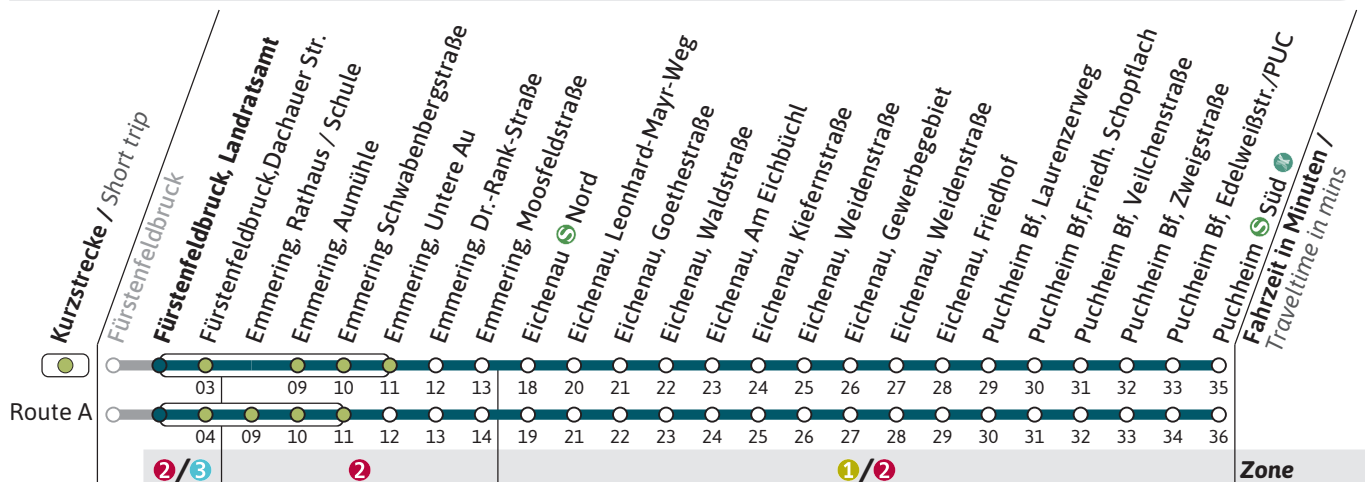 Kurzstrecke / Short trip
Fürstenfeldbruck
Fürstenfeldbruck, Landratsamt
Fürstenfeldbruck,Dachauer Str.
Emmering, Rathaus / Schule
Emmering, Aumühle
Emmering Schwabenbergstraße
Emmering, Untere Au
Emmering, Dr.-Rank-Straße
Emmering, Moosfeldstraße
Eichenau S Nord
Eichenau, Leonhard-Mayr-Weg
Eichenau, Goethestraße
Eichenau, Waldstraße
Eichenau, Am Eichbüchl
Eichenau, Kiefernstraße
Eichenau, Weidenstraße
Eichenau, Gewerbegebiet
Eichenau, Weidenstraße
Eichenau, Friedhof
Puchheim Bf, Laurenzerweg
Puchheim Bf,Friedh. Schopflach
Puchheim Bf, Veilchenstraße
Puchheim Bf, Zweigstraße
Puchheim Bf, Edelweißstr./PUC
Puchheim S Süd X
Fahrzeit in Minuten /
Traveltime in mins
03 09 10 11 12 13 18 20 21 22 23 24 25 26 27 28 29 30 31 32 33 35
Route A
04 09 10 11 12 13 14 19 21 22 23 24 25 26 27 28 29 30 31 32 33 34 36
2/3 2 1/2 Zone